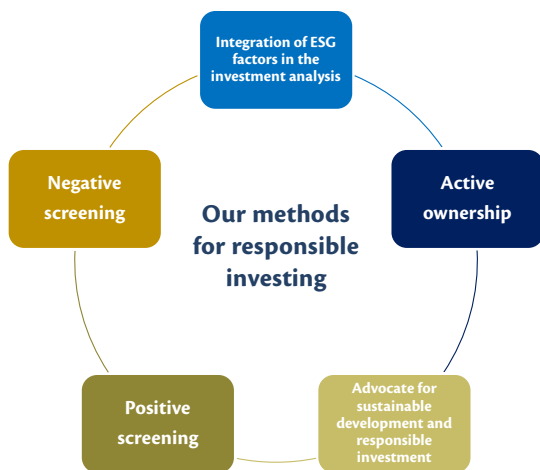 Integration of ESG
factors in the
investment analysis
Negative
screening
Active
ownership
Our methods
for responsible
investing
Positive
screening
Advocate for
sustainable
development and
responsible
investment